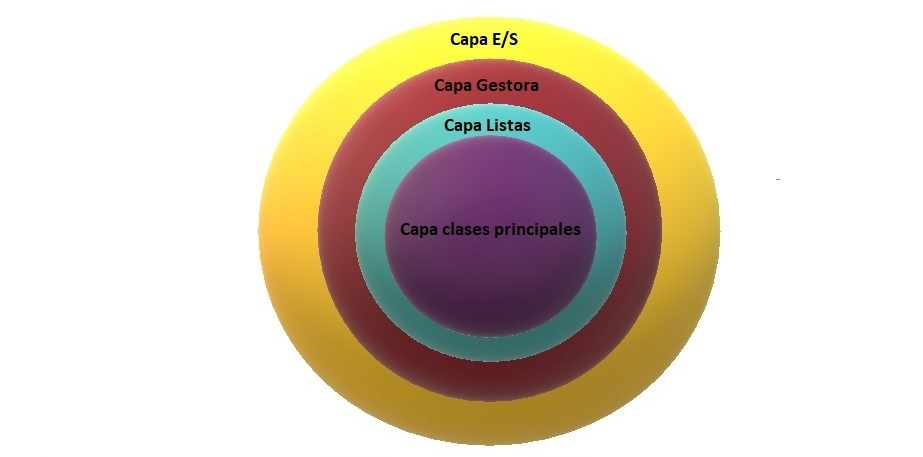 Capa E/S
Capa Gestora
Capa Listas
Capa clases principales